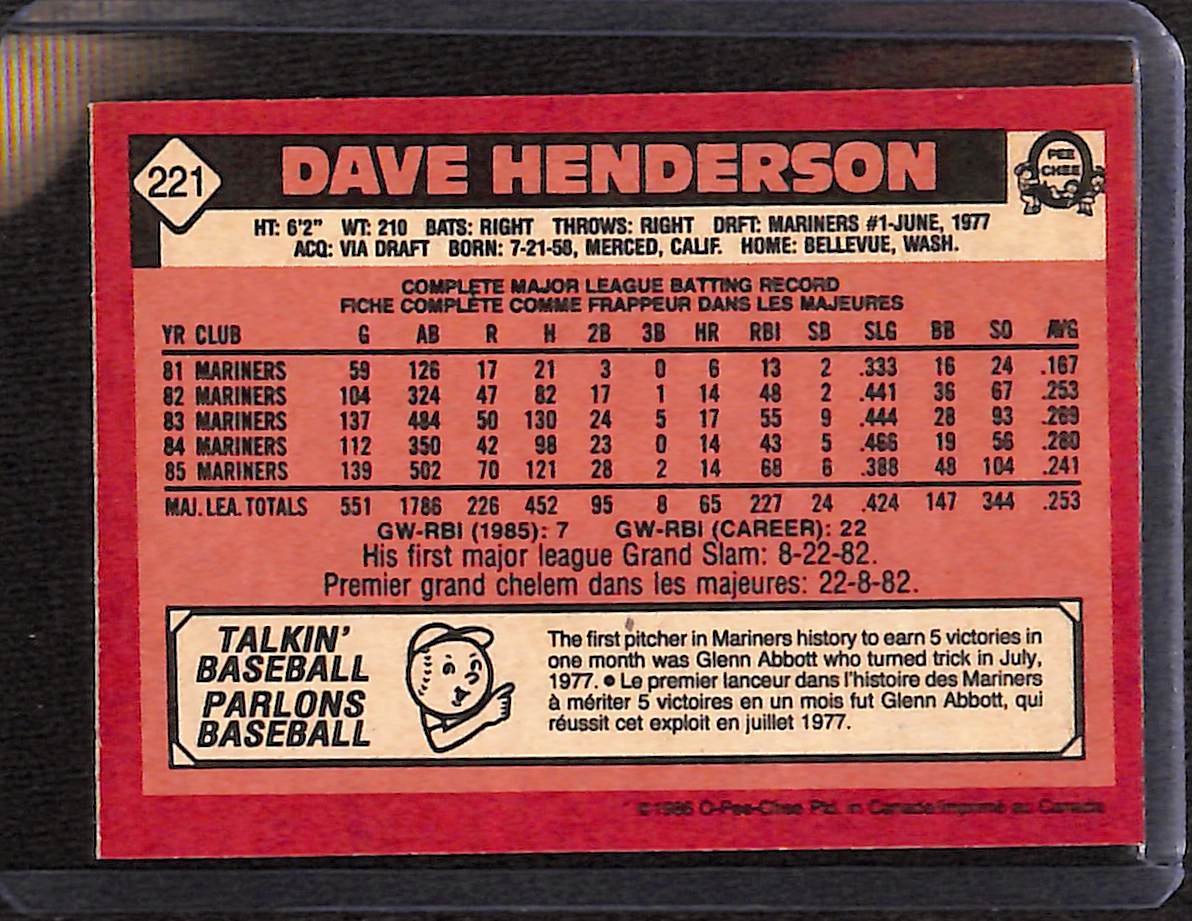 221
DAVE HENDERSON
PEE
CHEE
HT: 6'2" WT: 210 BATS: RIGHT THROWS: RIGHT DRFT: MARINERS #1-JUNE, 1977
ACQ: VIA DRAFT BORN: 7-21-58, MERCED, CALIF. HOME: BELLEVUE, WASH.
COMPLETE MAJOR LEAGUE BATTING RECORD
FICHE COMPLÈTE COMME FRAPPEUR DANS LES MAJEURES
YR CLUB G AB R H 2B 3B HR RBI SB SLG BB SO AVG
81 MARINERS 59 126 17 21 3 0 6 13 2 .333 16 24 .167
82 MARINERS 104 324 47 82 17 1 14 48 2 .441 36 67 .253
83 MARINERS 137 484 50 130 24 5 17 55 9 .444 28 93 .269
84 MARINERS 112 350 42 98 23 0 14 43 5 .466 19 56 .280
85 MARINERS 139 502 70 121 28 2 14 68 6 .388 48 104 .241
MAJ. LEA. TOTALS 551 1786 226 452 95 8 65 227 24 .424 147 344 .253
GW-RBI (1985): 7 GW-RBI (CAREER): 22
His first major league Grand Slam: 8-22-82.
Premier grand chelem dans les majeures: 22-8-82.
TALKIN'
BASEBALL
PARLONS
BASEBALL
The first pitcher in Mariners history to earn 5 victories in
one month was Glenn Abbott who turned trick in July,
1977. • Le premier lanceur dans l'histoire des Mariners
à mériter 5 victoires en un mois fut Glenn Abbott, qui
réussit cet exploit en juillet 1977.
©1986 O-Pee-Chee Ptd. in Canada/Imprimé au Canada